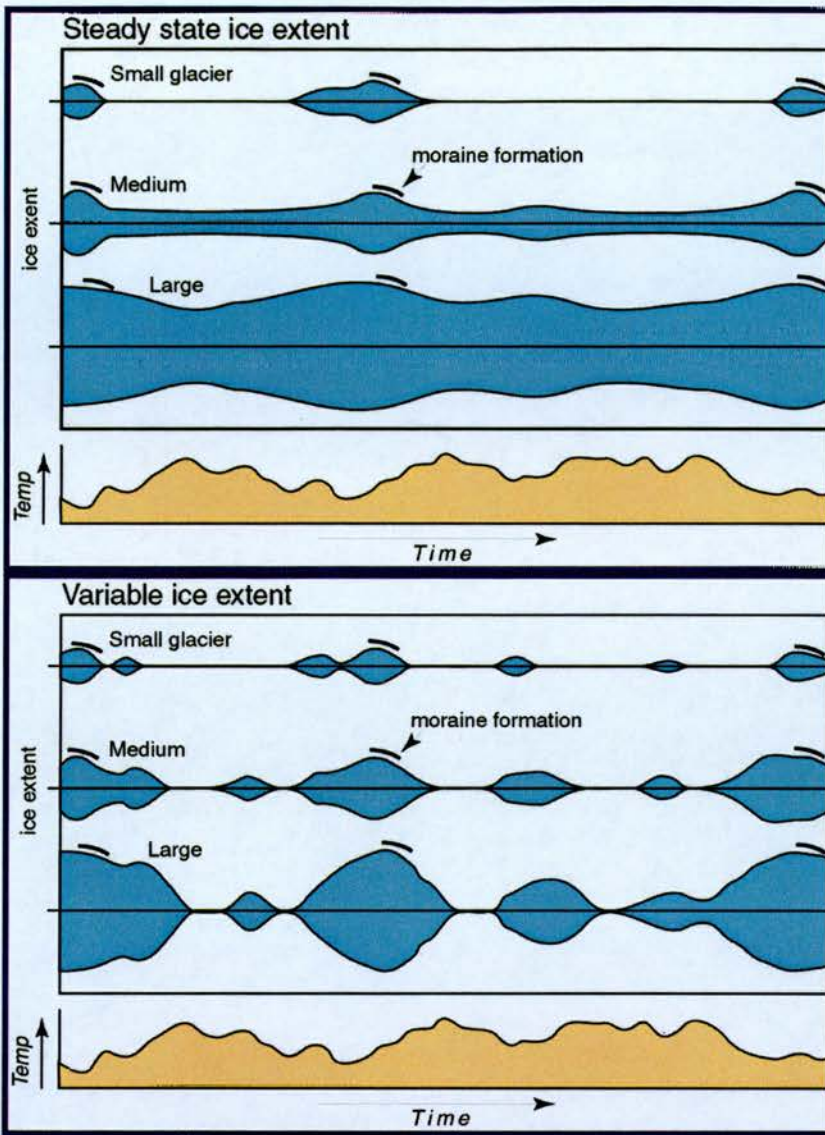 Steady state ice extent
Small glacier
moraine formation
Medium
ice exent
Large
Temp
Time
Variable ice extent
Small glacier
moraine formation
Medium
ice extent
Large
Temp
Time